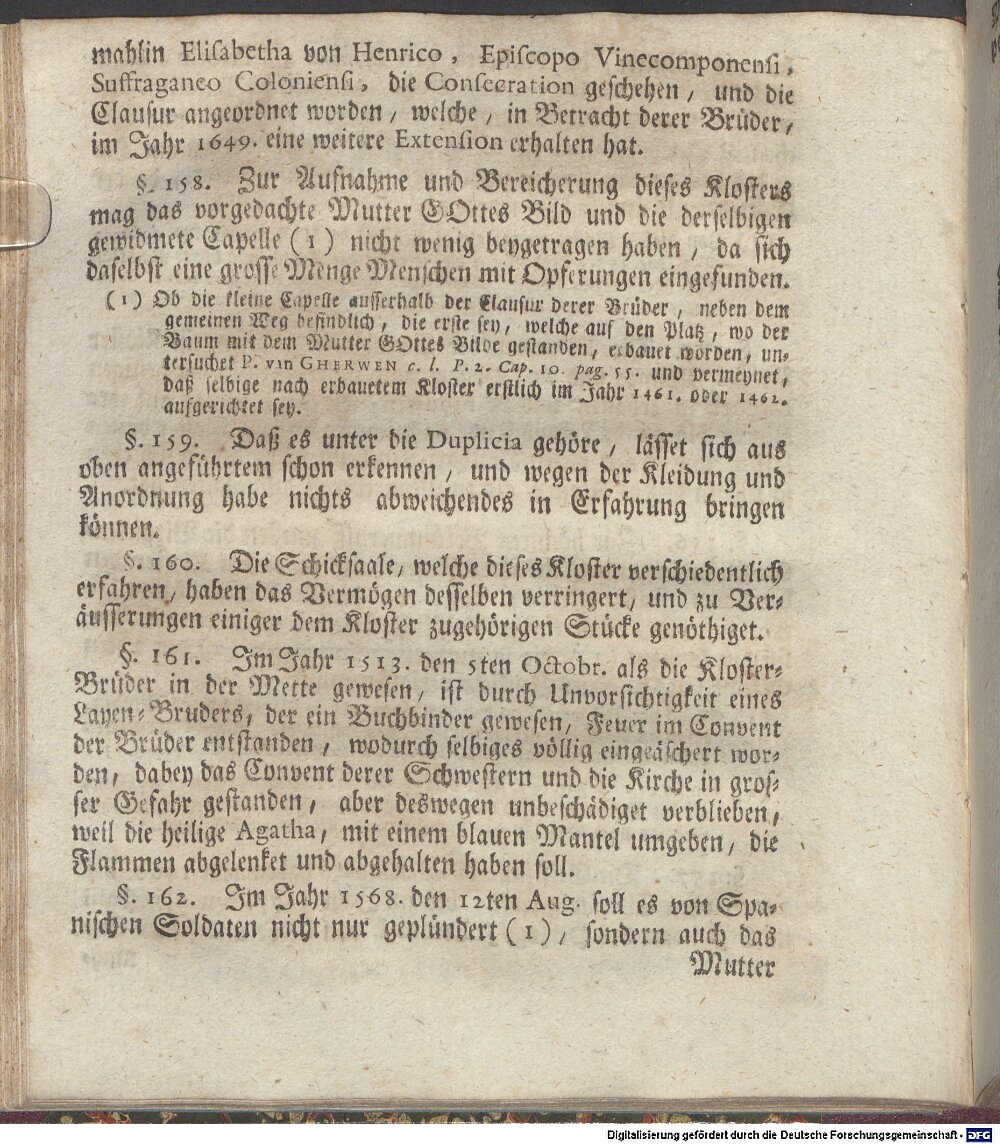 mahlin Elisabetha von Henrico, Episcopo Vinecomponensi,
Suffraganeo Coloniensi, die Consecration geschehen, und die
Clausur angeordnet worden, welche, in Betracht derer Brüder,
im Jahr 1649. eine weitere Extension erhalten hat.
§. 158. Zur Aufnahme und Bereicherung dieses Klosters
mag das vorgedachte Mutter GOttes Bild und die derselbigen
gewidmete Capelle (1) nicht wenig beygetragen haben, da sich
daselbst eine grosse Menge Menschen mit Opferungen eingefunden.
(1) Ob die kleine Capelle ausserhalb der Clausur derer Brüder, neben dem
gemeinen Weg befindlich, die erste sey, welche auf den Platz, wo der
Baum mit dem Mutter GOttes Bilde gestanden, erbauet worden, un-
tersuchet P. van GHERWEN c. l. P. 2. Cap. 10. pag. 55. und vermeynet,
daß selbige nach erbauetem Kloster erstlich im Jahr 1461. oder 1462.
aufgerichtet sey.
§. 159. Daß es unter die Duplicia gehöre, lässet sich aus
oben angeführtem schon erkennen, und wegen der Kleidung und
Anordnung habe nichts abweichendes in Erfahrung bringen
können.
§. 160. Die Schicksaale, welche dieses Kloster verschiedentlich
erfahren, haben das Vermögen desselben verringert, und zu Ver-
äusserungen einiger dem Kloster zugehörigen Stücke genöthiget.
§. 161. Im Jahr 1513. den 5ten Octobr. als die Kloster-
Brüder in der Mette gewesen, ist durch Unvorsichtigkeit eines
Layen-Bruders, der ein Buchbinder gewesen, Feuer im Convent
der Brüder entstanden, wodurch selbiges völlig eingeäschert wor-
den, dabey das Convent derer Schwestern und die Kirche in gros-
ser Gefahr gestanden, aber deswegen unbeschädiget verblieben,
weil die heilige Agatha, mit einem blauen Mantel umgeben, die
Flammen abgelenket und abgehalten haben soll.
§. 162. Im Jahr 1568. den 12ten Aug. soll es von Spa-
nischen Soldaten nicht nur geplündert (1), sondern auch das
Mutter
Digitalisierung gefördert durch die Deutsche Forschungsgemeinschaft - DFG